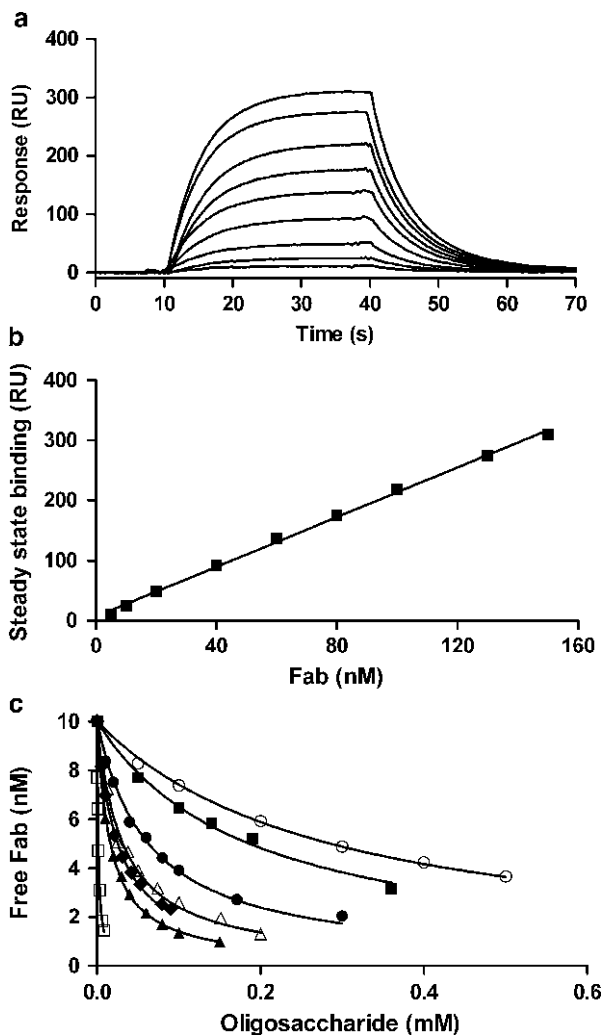 a
400
300
200
100
0
Response (RU)
0 10 20 30 40 50 60 70
Time (s)
b
400
300
200
100
0
Steady state binding (RU)
0 40 80 120 160
Fab (nM)
c
10
8
6
4
2
0
Free Fab (nM)
0.0 0.2 0.4 0.6
Oligosaccharide (mM)